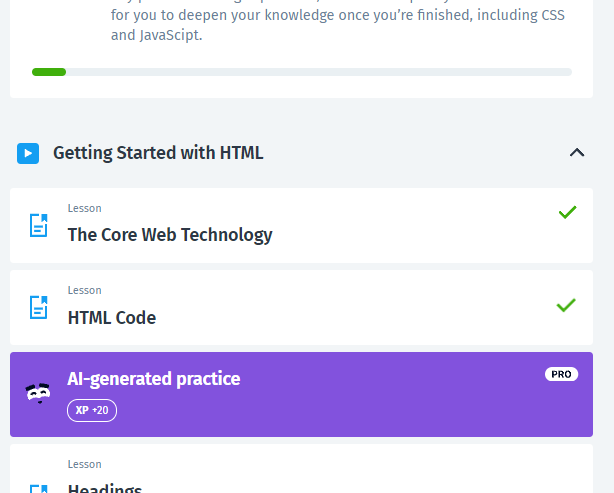 for you to deepen your knowledge once you're finished, including CSS
and JavaScipt.
Getting Started with HTML
Lesson
The Core Web Technology
Lesson
HTML Code
AI-generated practice
PRO
XP +20
Lesson
Headings